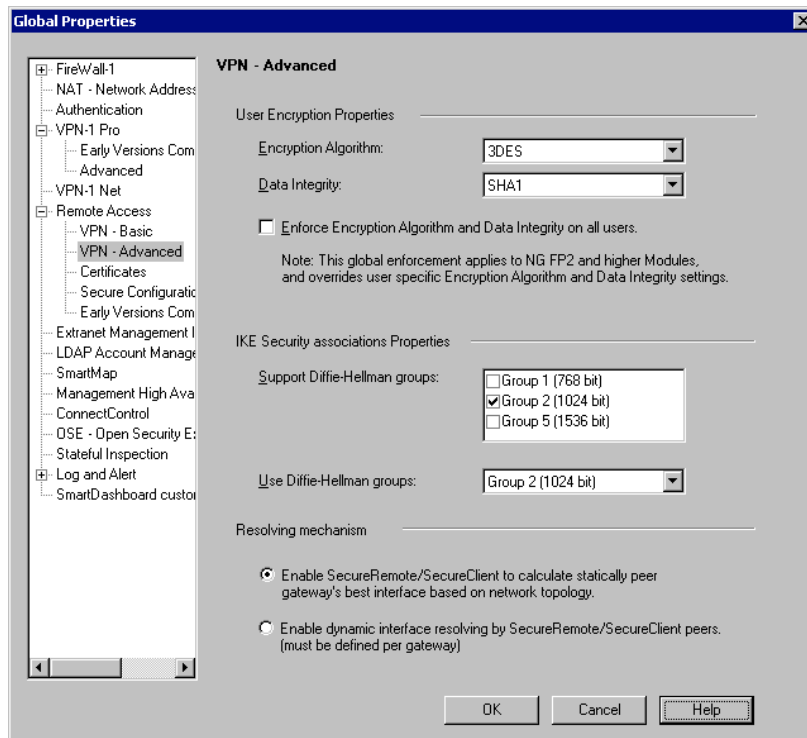 Global Properties
FireWall-1
NAT - Network Address
Authentication
VPN-1 Pro
Early Versions Com
Advanced
VPN-1 Net
Remote Access
VPN - Basic
VPN - Advanced
Certificates
Secure Configuratic
Early Versions Com
Extranet Management I
LDAP Account Manage
SmartMap
Management High Ava
ConnectControl
OSE - Open Security E
Stateful Inspection
Log and Alert
SmartDashboard custor
VPN - Advanced
User Encryption Properties
Encryption Algorithm:
3DES
Data Integrity:
SHA1
Enforce Encryption Algorithm and Data Integrity on all users.
Note: This global enforcement applies to NG FP2 and higher Modules,
and overrides user specific Encryption Algorithm and Data Integrity settings.
IKE Security associations Properties
Support Diffie-Hellman groups:
Group 1 (768 bit)
Group 2 (1024 bit)
Group 5 (1536 bit)
Use Diffie-Hellman groups:
Group 2 (1024 bit)
Resolving mechanism
Enable SecureRemote/SecureClient to calculate statically peer
gateway's best interface based on network topology.
Enable dynamic interface resolving by SecureRemote/SecureClient peers.
(must be defined per gateway)
OK
Cancel
Help